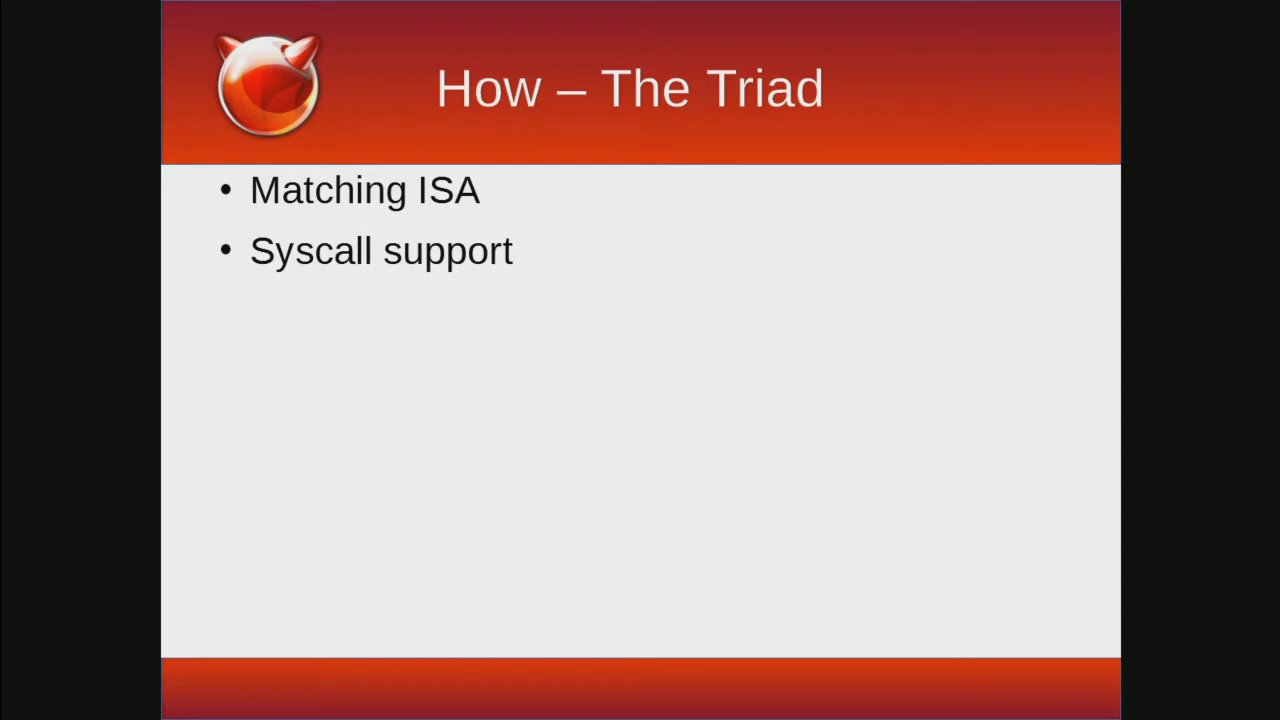 How – The Triad
• Matching ISA
• Syscall support